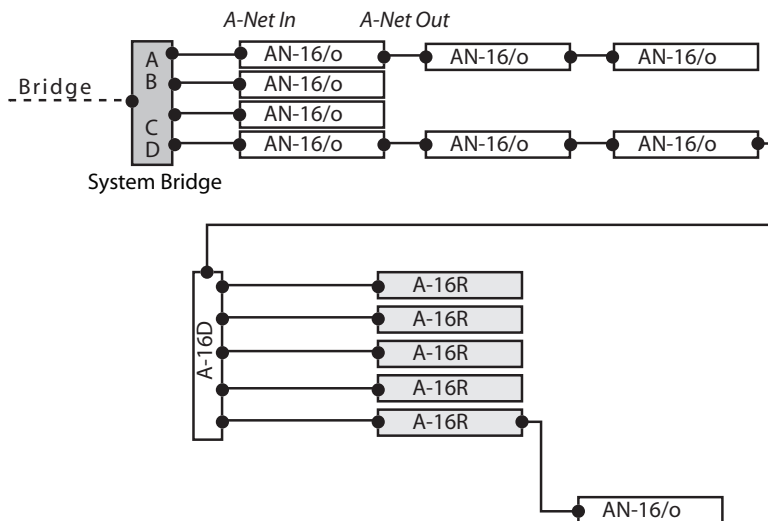 A-Net In A-Net Out
A AN-16/o AN-16/o AN-16/o
B AN-16/o
Bridge
C AN-16/o
D AN-16/o AN-16/o AN-16/o
System Bridge
A-16D
A-16R
A-16R
A-16R
A-16R
A-16R
AN-16/o